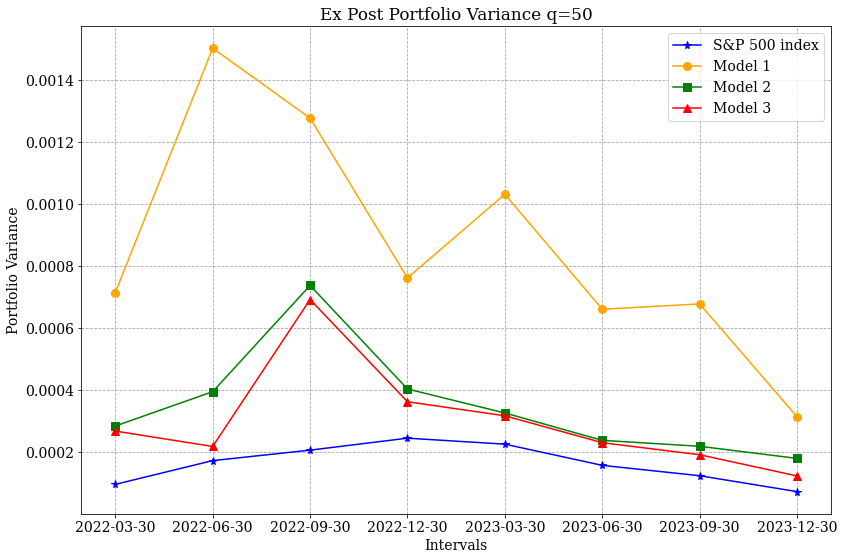 Ex Post Portfolio Variance q=50
S&P 500 index
Model 1
Model 2
Model 3
Portfolio Variance
0.0014
0.0012
0.0010
0.0008
0.0006
0.0004
0.0002
2022-03-30 2022-06-30 2022-09-30 2022-12-30 2023-03-30 2023-06-30 2023-09-30 2023-12-30
Intervals